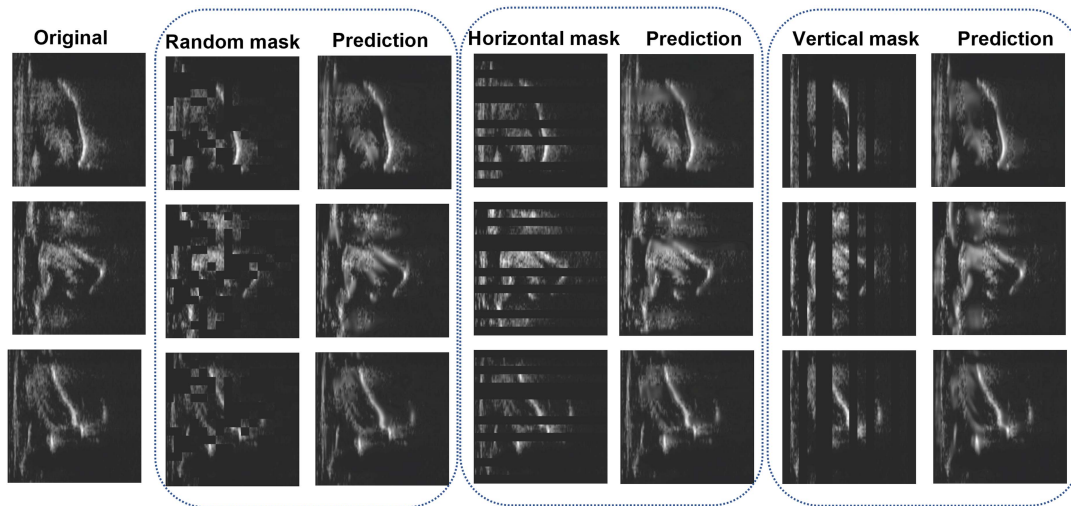 Original
Random mask
Prediction
Horizontal mask
Prediction
Vertical mask
Prediction